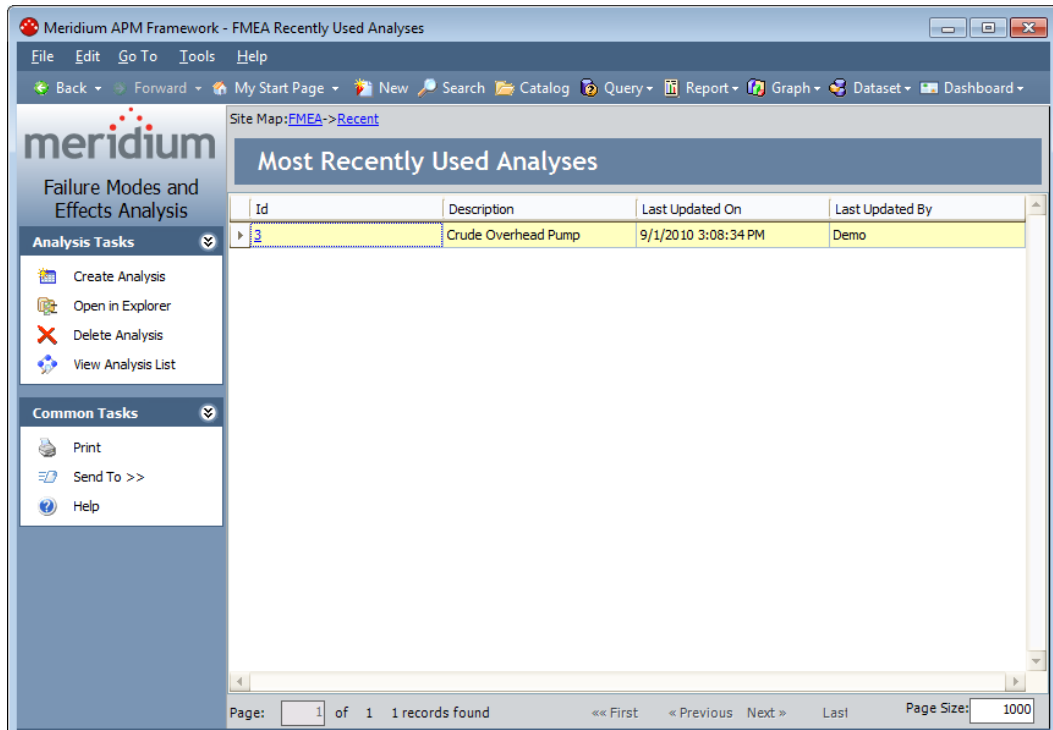 Meridium APM Framework - FMEA Recently Used Analyses
File Edit Go To Tools Help
Back Forward My Start Page New Search Catalog Query Report Graph Dataset Dashboard
meridium
Failure Modes and
Effects Analysis
Analysis Tasks
Create Analysis
Open in Explorer
Delete Analysis
View Analysis List
Common Tasks
Print
Send To >>
Help
Site Map:FMEA->Recent
Most Recently Used Analyses
Id Description Last Updated On Last Updated By
3 Crude Overhead Pump 9/1/2010 3:08:34 PM Demo
Page: 1 of 1 1 records found «« First « Previous Next » Last Page Size: 1000